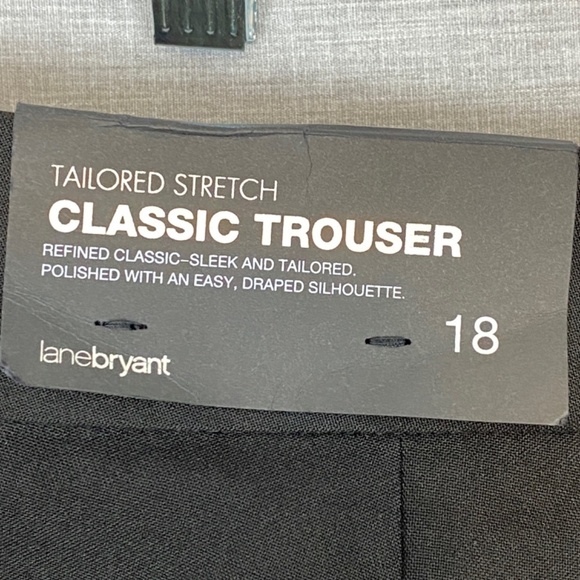 TAILORED STRETCH
CLASSIC TROUSER
REFINED CLASSIC–SLEEK AND TAILORED.
POLISHED WITH AN EASY, DRAPED SILHOUETTE.
18
lanebryant